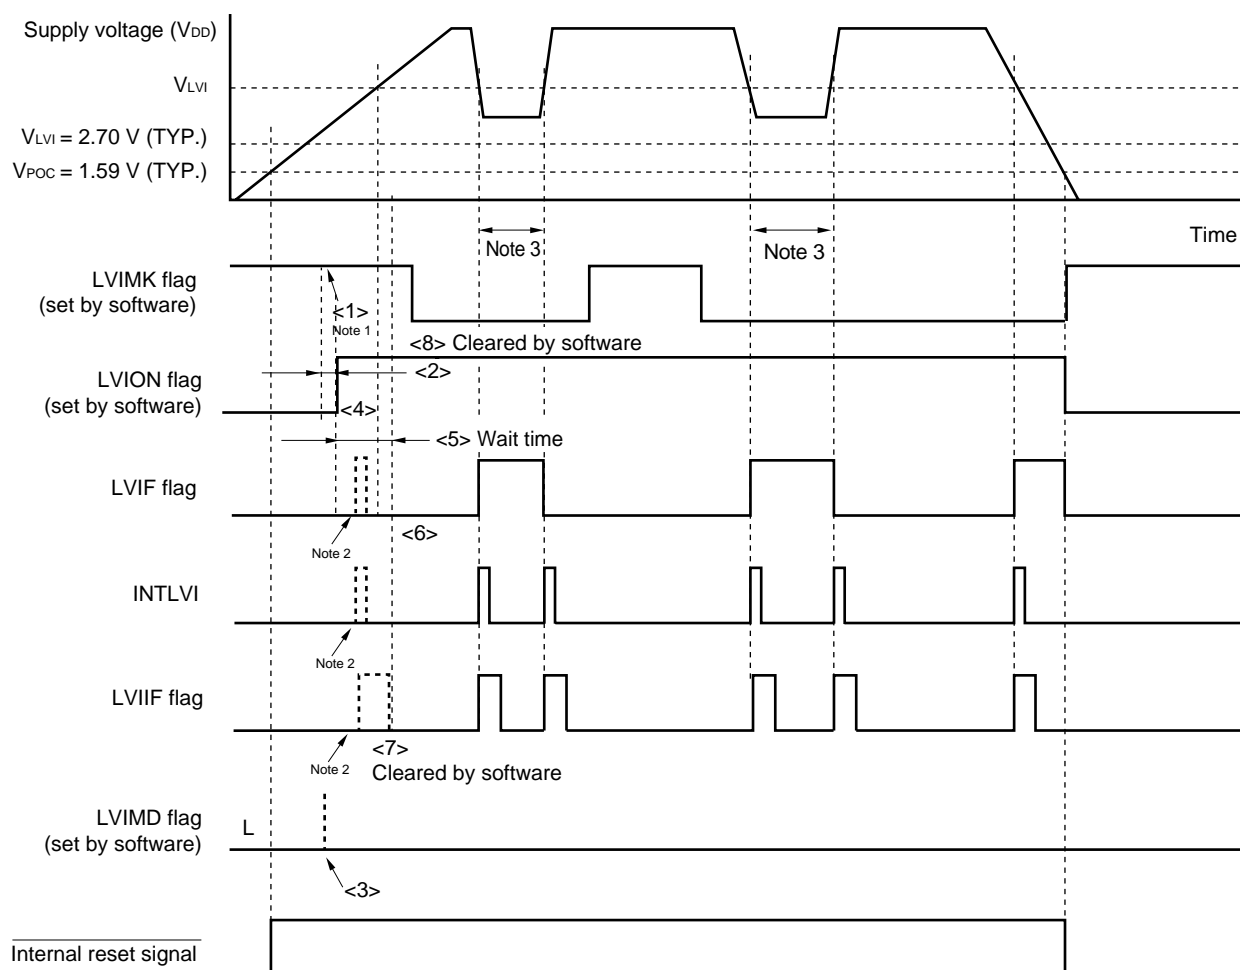 Supply voltage (VDD)
VLVI
VLVI = 2.70 V (TYP.)
VPOC = 1.59 V (TYP.)
Time
Note 3
Note 3
LVIMK flag
(set by software)
<1>
Note 1
<8> Cleared by software
LVION flag
(set by software)
<2>
<4>
<5> Wait time
LVIF flag
<6>
Note 2
INTLVI
Note 2
LVIIF flag
<7>
Note 2
Cleared by software
LVIMD flag
(set by software)
L
<3>
Internal reset signal